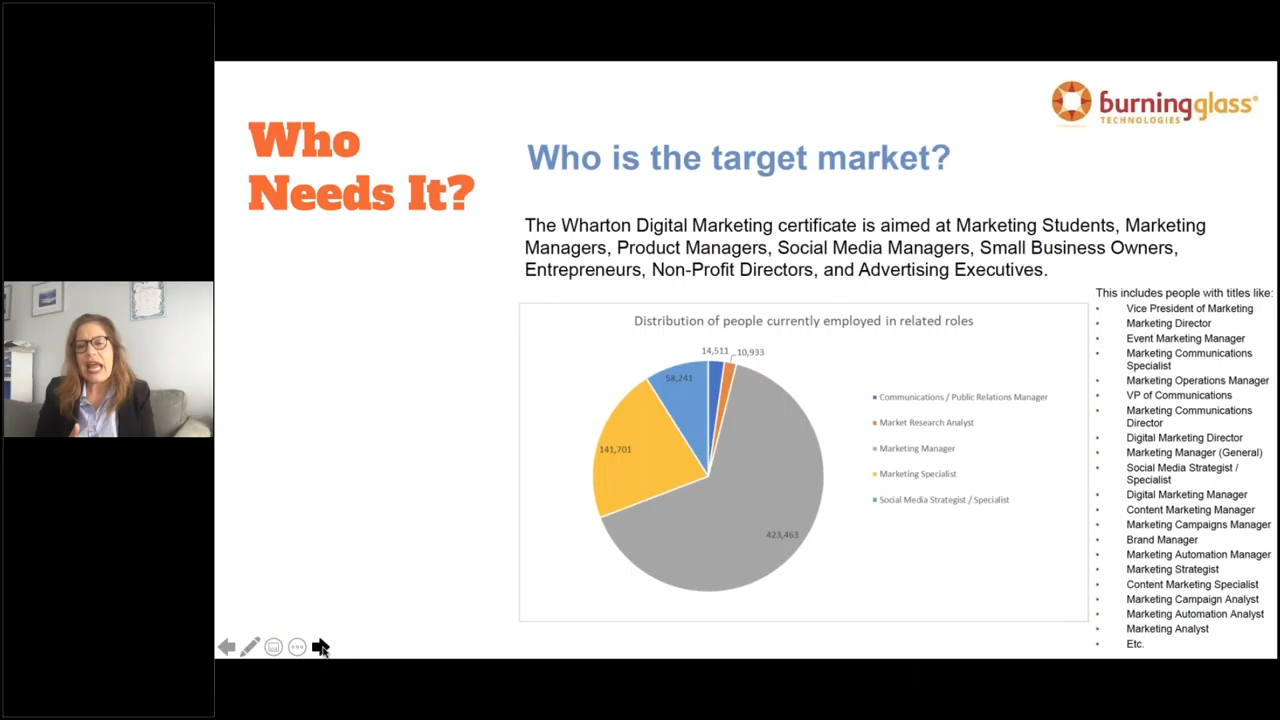 Who
Needs It?
burningglass®
TECHNOLOGIES
Who is the target market?
The Wharton Digital Marketing certificate is aimed at Marketing Students, Marketing
Managers, Product Managers, Social Media Managers, Small Business Owners,
Entrepreneurs, Non-Profit Directors, and Advertising Executives.
Distribution of people currently employed in related roles
14,511
10,933
58,241
141,701
423,463
Communications / Public Relations Manager
Market Research Analyst
Marketing Manager
Marketing Specialist
Social Media Strategist / Specialist
This includes people with titles like:
• Vice President of Marketing
• Marketing Director
• Event Marketing Manager
• Marketing Communications
Specialist
• Marketing Operations Manager
• VP of Communications
• Marketing Communications
Director
• Digital Marketing Director
• Marketing Manager (General)
• Social Media Strategist /
Specialist
• Digital Marketing Manager
• Content Marketing Manager
• Marketing Campaigns Manager
• Brand Manager
• Marketing Automation Manager
• Marketing Strategist
• Content Marketing Specialist
• Marketing Campaign Analyst
• Marketing Automation Analyst
• Marketing Analyst
• Etc.